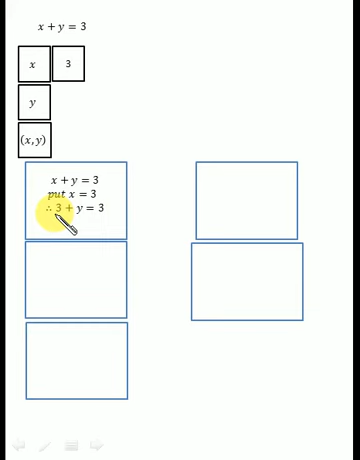 x + y = 3
x 3
y
(x, y)
x + y = 3
put x = 3
∴ 3 + y = 3